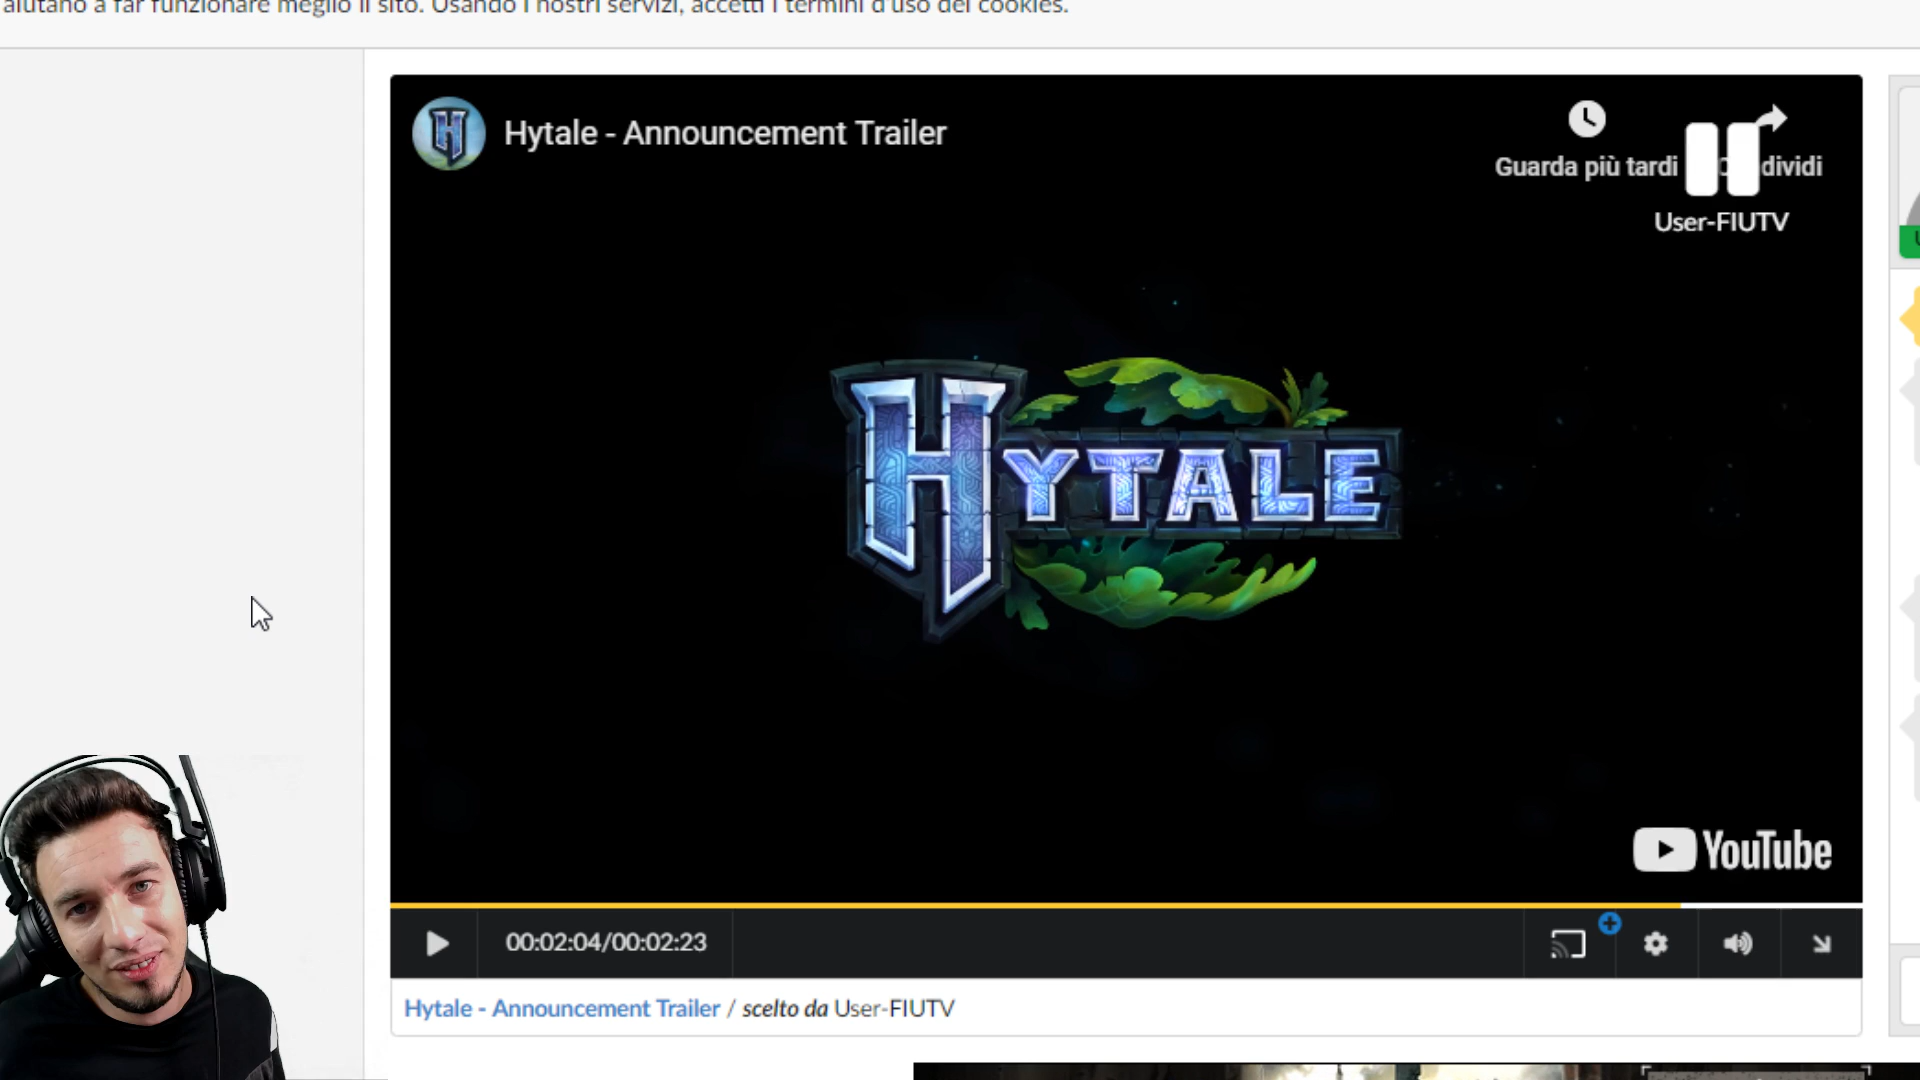 aiutano a far funzionare meglio il sito. Usando i nostri servizi, accetti i termini d'uso dei cookies.
Hytale - Announcement Trailer
Guarda più tardi
dividi
User-FIUTV
HYTALE
YouTube
00:02:04/00:02:23
Hytale - Announcement Trailer / scelto da User-FIUTV